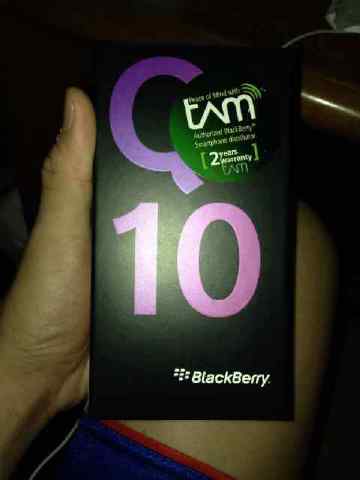 Q
Peace of Mind with
tam
Authorized BlackBerry
Smartphone distributor
[ 2 Years warranty ]
tam
10
BlackBerry